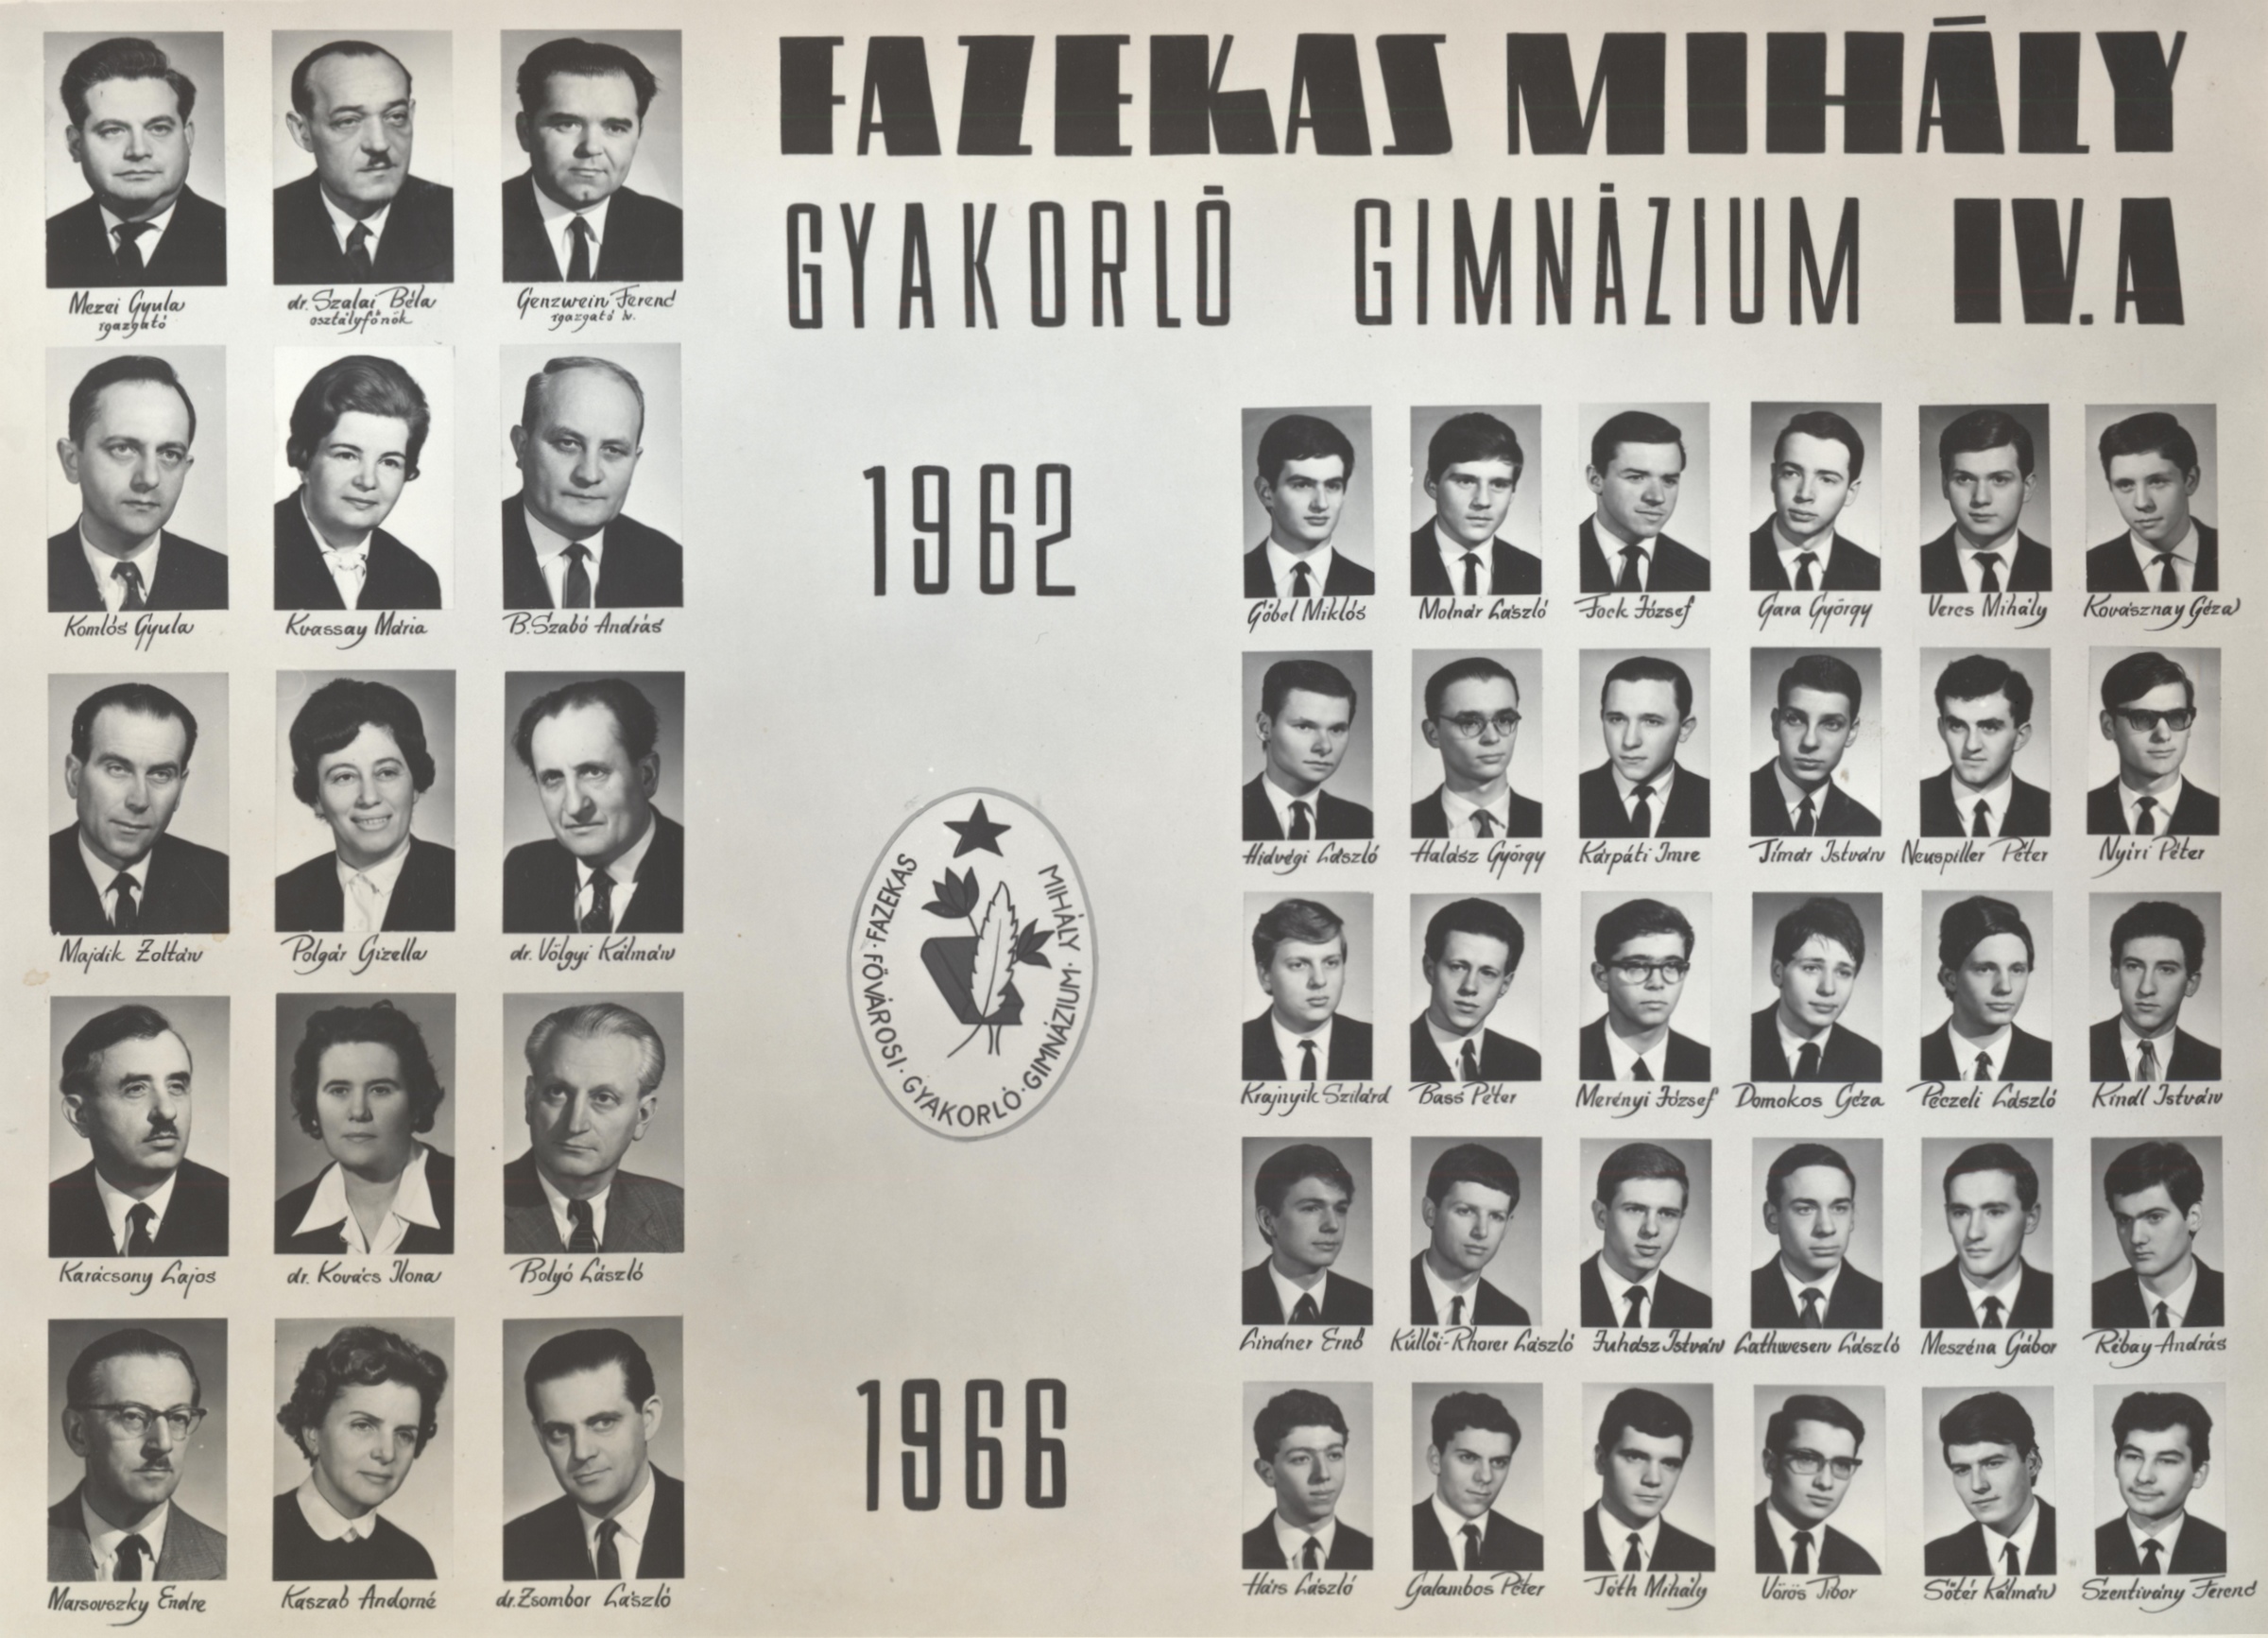 FAZEKAS MIHÁLY
GYAKORLÓ GIMNÁZIUM IV.A
Mezei Gyula
igazgató
dr. Szalai Béla
osztályfőnök
Genzwein Ferenc
igazgató h.
Komlós Gyula
Kvassay Mária
B. Szabó András
Majdik Zoltán
Polgár Gizella
dr. Völgyi Kálmán
Karácsony Lajos
dr. Kovács Ilona
Bolyó László
Marsovszky Endre
Kaszab Andorné
dr. Zsombor László
1962
FAZEKAS MIHÁLY · FŐVÁROSI · GYAKORLÓ · GIMNÁZIUM ·
1966
Göbel Miklós
Molnár László
Fock József
Gara György
Veres Mihály
Kovásznay Géza
Hidvégi László
Halász György
Kárpáti Imre
Tímár István
Neuspiller Péter
Nyíri Péter
Krajnyik Szilárd
Bass Péter
Merényi József
Domokos Géza
Péczeli László
Kindl István
Lindner Ernő
Küllői-Rhorer László
Juhász István
Lathwesen László
Meszéna Gábor
Ribay András
Hárs László
Galambos Péter
Tóth Mihály
Vörös Tibor
Sőtér Kálmán
Szentivány Ferenc